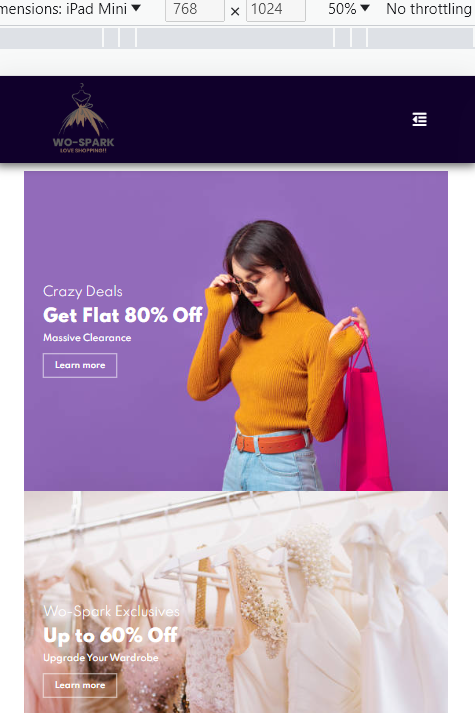 mensions: iPad Mini
768 × 1024
50%
No throttling
WO-SPARK
LOVE SHOPPING!!
Crazy Deals
Get Flat 80% Off
Massive Clearance
Learn more
Wo-Spark Exclusives
Up to 60% Off
Upgrade Your Wardrobe
Learn more